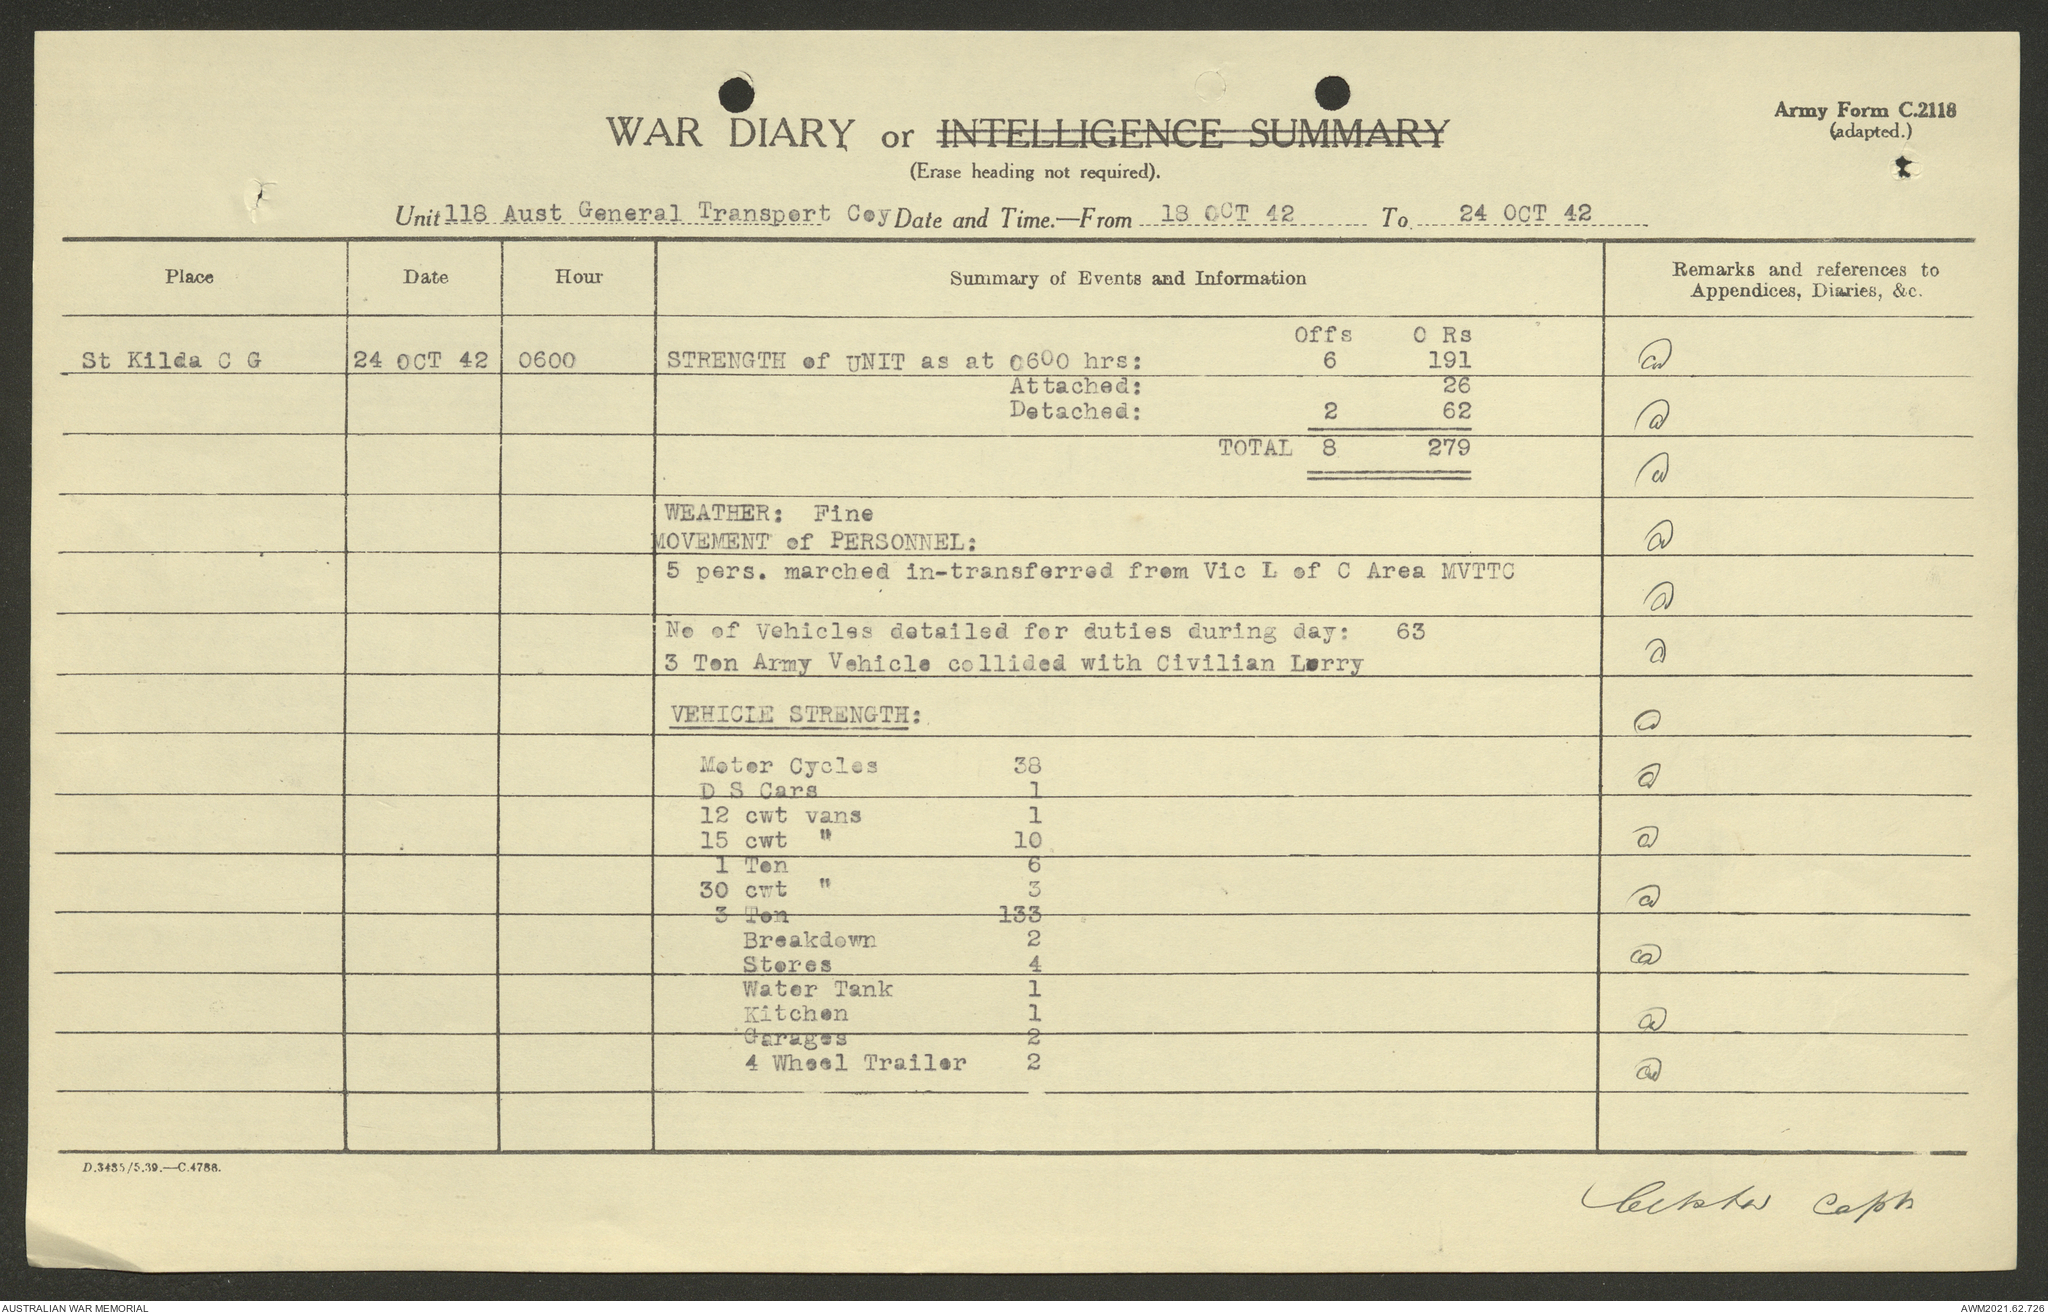 Army Form C.2118
(adapted.)
WAR DIARY or INTELLIGENCE SUMMARY
(Erase heading not required).
Unit 118 Aust General Transport Coy Date and Time.—From 18 OCT 42 To 24 OCT 42
Place Date Hour Summary of Events and Information Remarks and references to
Appendices, Diaries, &c.
Offs O Rs
St Kilda C G 24 OCT 42 0600 STRENGTH of UNIT as at 0600 hrs: 6 191
Attached: 26
Detached: 2 62
TOTAL 8 279
WEATHER: Fine
MOVEMENT of PERSONNEL:
5 pers. marched in-transferred from Vic L of C Area MVTTC
No of Vehicles detailed for duties during day: 63
3 Ton Army Vehicle collided with Civilian Lorry
VEHICLE STRENGTH:
Motor Cycles 38
D S Cars 1
12 cwt vans 1
15 cwt " 10
1 Ton 6
30 cwt " 3
3 Ton 133
Breakdown 2
Stores 4
Water Tank 1
Kitchen 1
Garages 2
4 Wheel Trailer 2
D.3435/5.39.—C.4788.
Capt
AUSTRALIAN WAR MEMORIAL AWM2021.62.726